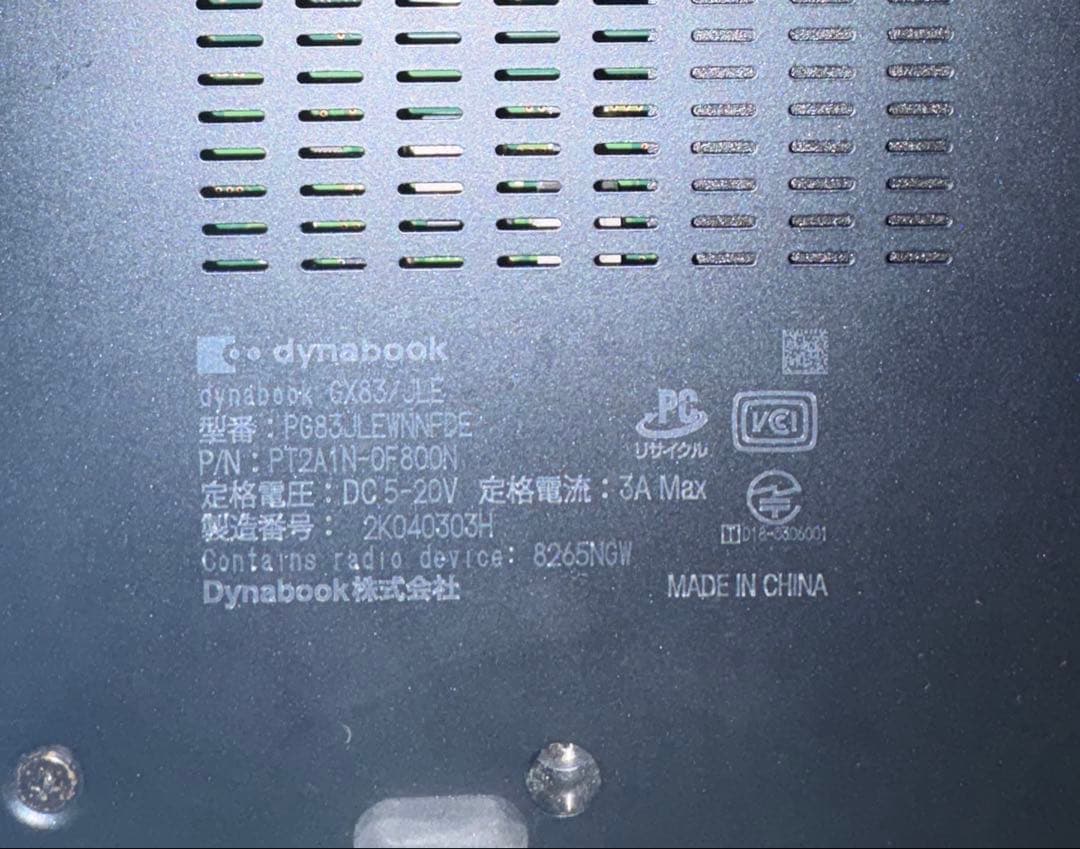 dynabook
dynabook GX83/JLE
型番：PG83JLEWNNFDE
P/N：PT2A1N-0F800N
定格電圧：DC 5-20V 定格電流：3A Max
製造番号： 2K040303H
Contains radio device: 8265NGW
Dynabook株式会社
PC
リサイクル
VCI
D18-0306001
MADE IN CHINA